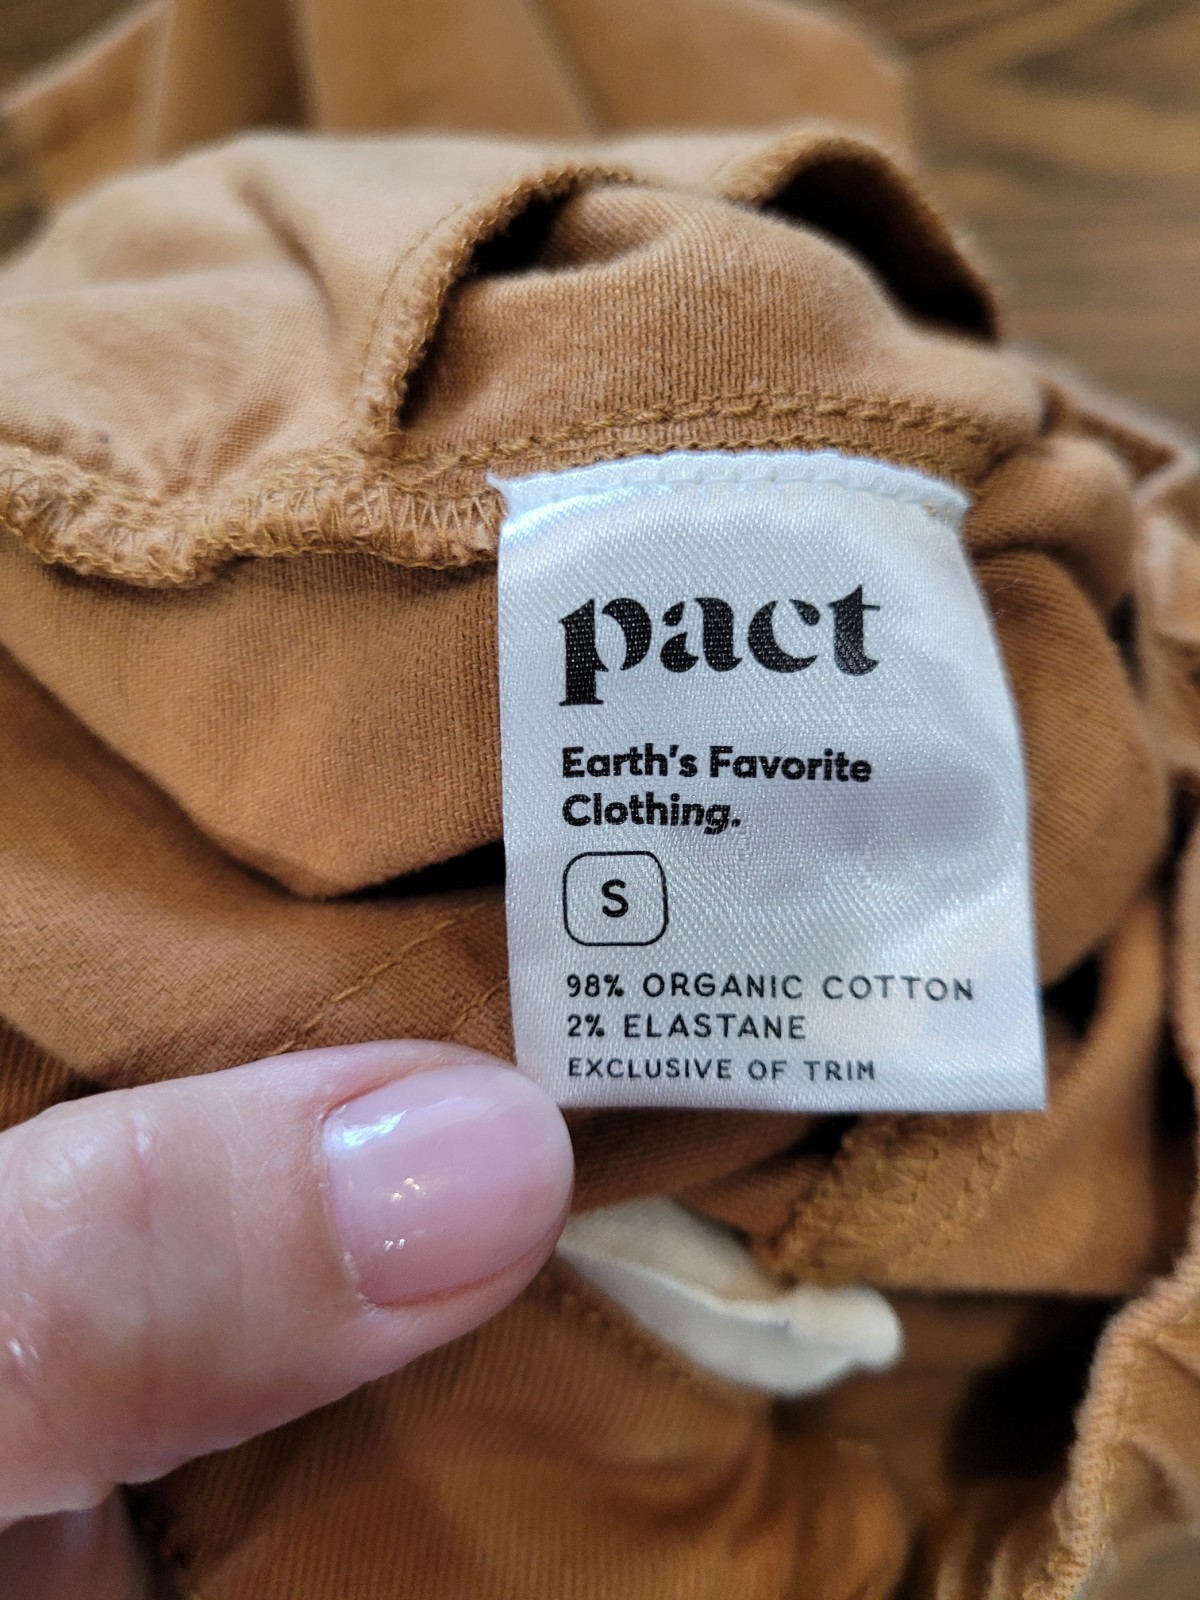 pact
Earth's Favorite
Clothing.
S
98% ORGANIC COTTON
2% ELASTANE
EXCLUSIVE OF TRIM